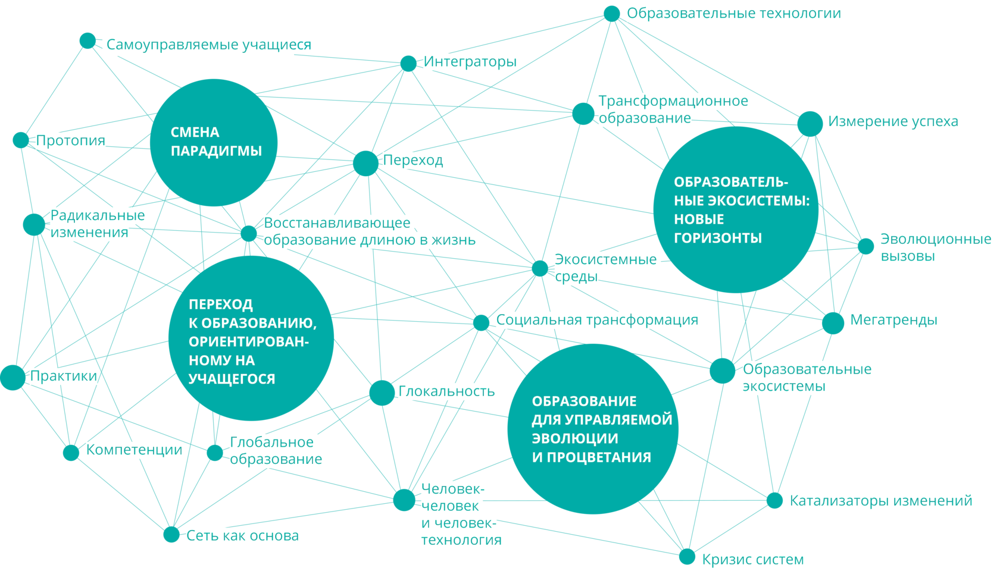 Образовательные технологии
Самоуправляемые учащиеся
Интеграторы
Трансформационное
образование
Измерение успеха
СМЕНА
ПАРАДИГМЫ
Протопия
Переход
ОБРАЗОВАТЕЛЬ-
НЫЕ ЭКОСИСТЕМЫ:
НОВЫЕ
ГОРИЗОНТЫ
Радикальные
изменения
Восстанавливающее
образование длиною в жизнь
Эволюционные
вызовы
Экосистемные
среды
ПЕРЕХОД
К ОБРАЗОВАНИЮ,
ОРИЕНТИРОВАН-
НОМУ НА
УЧАЩЕГОСЯ
Социальная трансформация
Мегатренды
Практики
Образовательные
экосистемы
Глокальность
ОБРАЗОВАНИЕ
ДЛЯ УПРАВЛЯЕМОЙ
ЭВОЛЮЦИИ
И ПРОЦВЕТАНИЯ
Компетенции
Глобальное
образование
Человек-
человек
и человек-
технология
Катализаторы изменений
Сеть как основа
Кризис систем